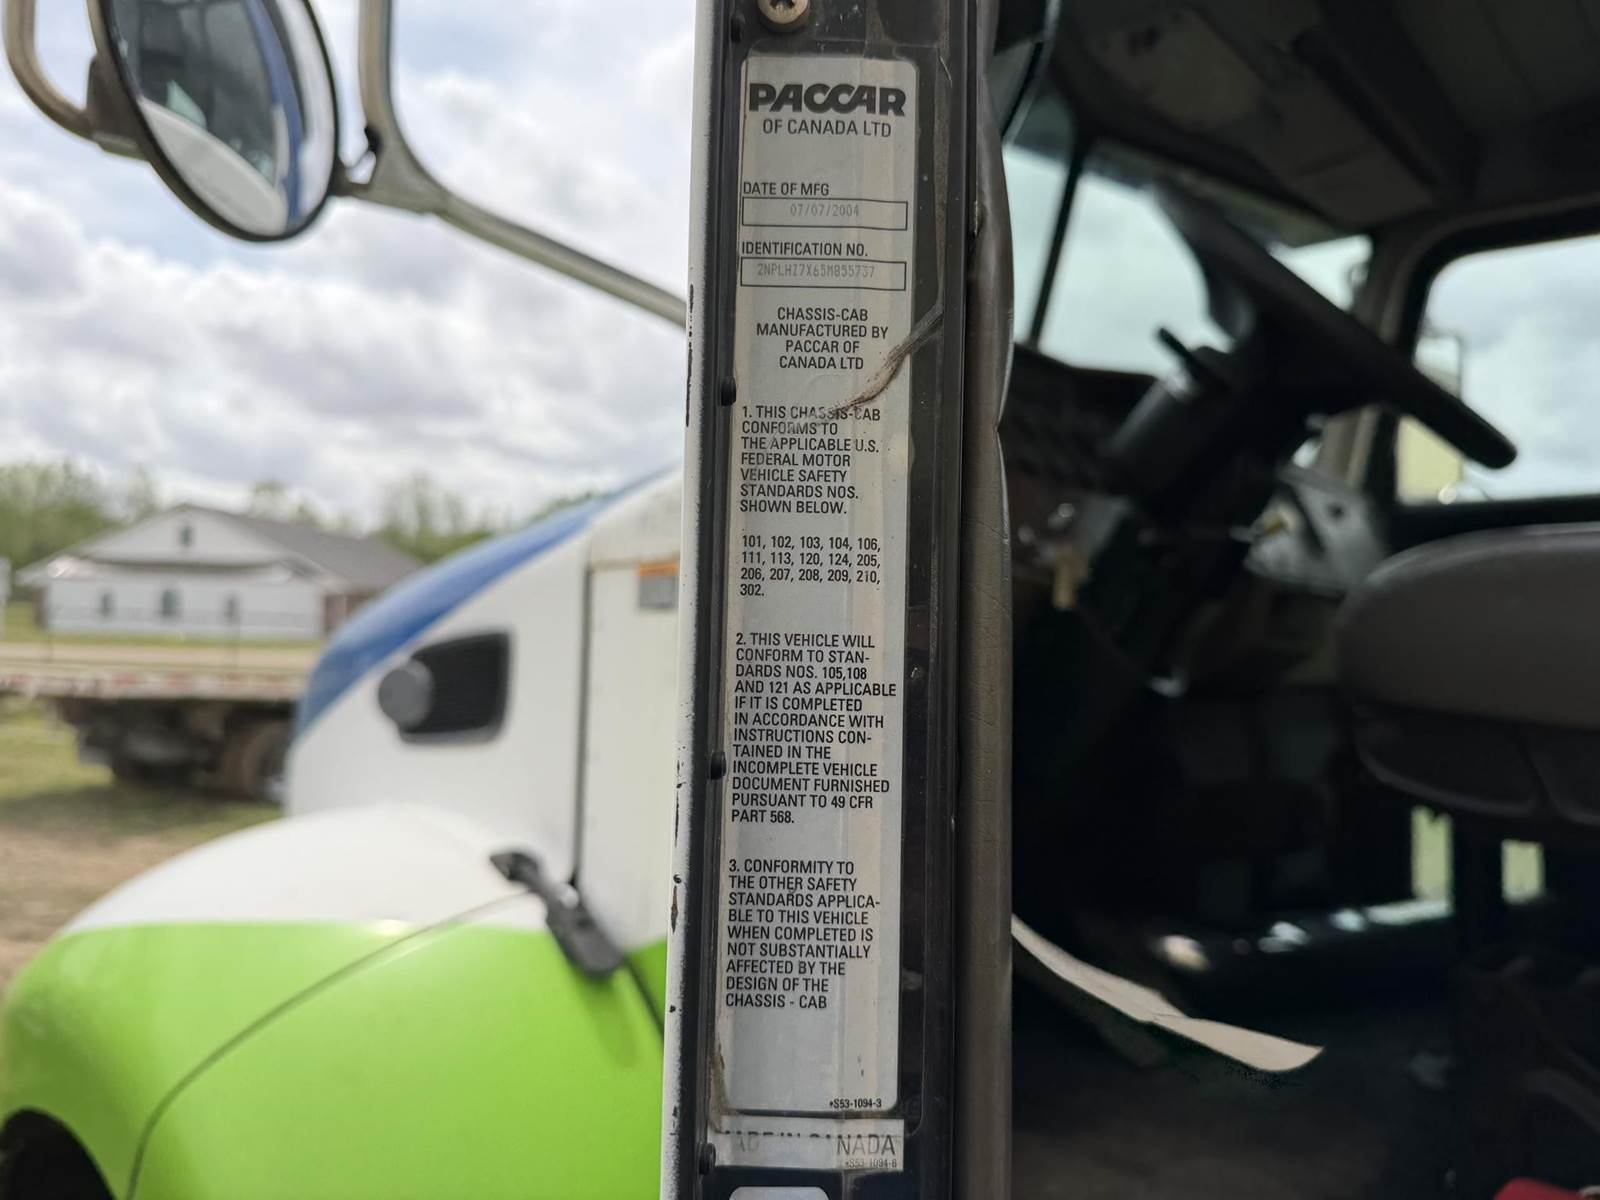 PACCAR
OF CANADA LTD
DATE OF MFG
07/07/2004
IDENTIFICATION NO.
2NPLHZ7X65M855737
CHASSIS-CAB
MANUFACTURED BY
PACCAR OF
CANADA LTD
1. THIS CHASSIS-CAB
CONFORMS TO
THE APPLICABLE U.S.
FEDERAL MOTOR
VEHICLE SAFETY
STANDARDS NOS.
SHOWN BELOW.
101, 102, 103, 104, 106,
111, 113, 120, 124, 205,
206, 207, 208, 209, 210,
302.
2. THIS VEHICLE WILL
CONFORM TO STAN-
DARDS NOS. 105,108
AND 121 AS APPLICABLE
IF IT IS COMPLETED
IN ACCORDANCE WITH
INSTRUCTIONS CON-
TAINED IN THE
INCOMPLETE VEHICLE
DOCUMENT FURNISHED
PURSUANT TO 49 CFR
PART 568.
3. CONFORMITY TO
THE OTHER SAFETY
STANDARDS APPLICA-
BLE TO THIS VEHICLE
WHEN COMPLETED IS
NOT SUBSTANTIALLY
AFFECTED BY THE
DESIGN OF THE
CHASSIS - CAB
*S53-1094-3
MADE IN CANADA
*S53-1094-6